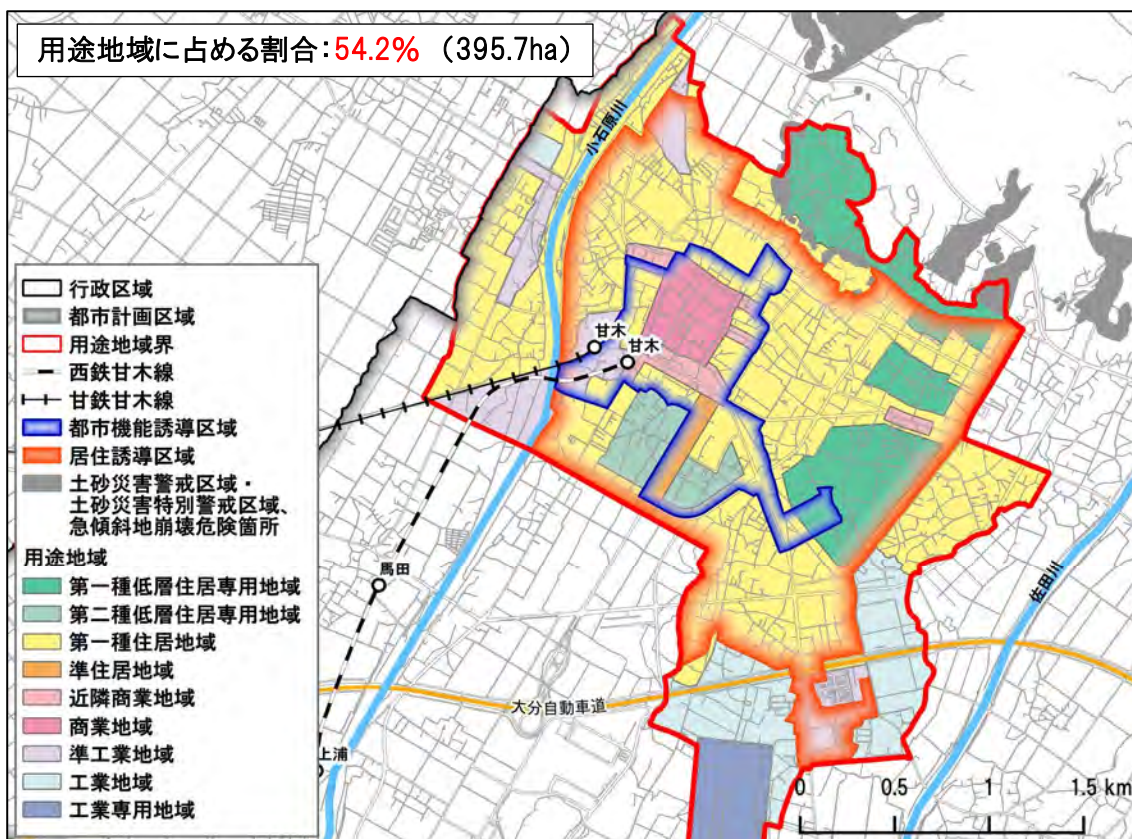 用途地域に占める割合：54.2% （395.7ha）
小石原川
甘木
甘木
行政区域
都市計画区域
用途地域界
西鉄甘木線
甘鉄甘木線
都市機能誘導区域
居住誘導区域
土砂災害警戒区域・
土砂災害特別警戒区域、
急傾斜地崩壊危険箇所
用途地域
第一種低層住居専用地域
第二種低層住居専用地域
第一種住居地域
準住居地域
近隣商業地域
商業地域
準工業地域
工業地域
工業専用地域
馬田
佐田川
大分自動車道
上浦
0 0.5 1 1.5 km